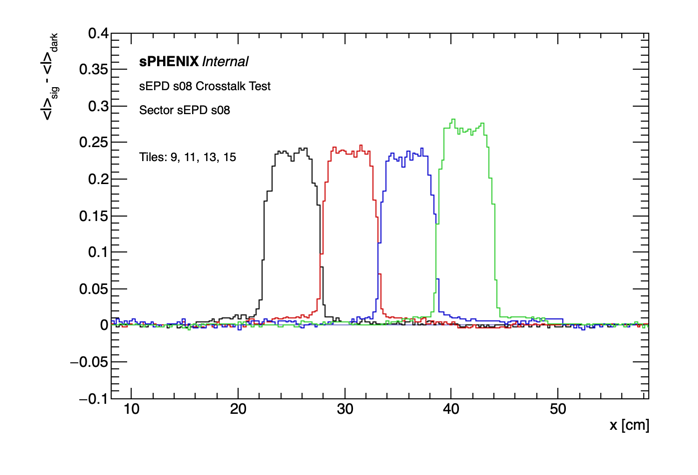 <I>sig - <I>dark
0.4
0.35
0.3
0.25
0.2
0.15
0.1
0.05
0
−0.05
−0.1
sPHENIX Internal
sEPD s08 Crosstalk Test
Sector sEPD s08
Tiles: 9, 11, 13, 15
10 20 30 40 50
x [cm]